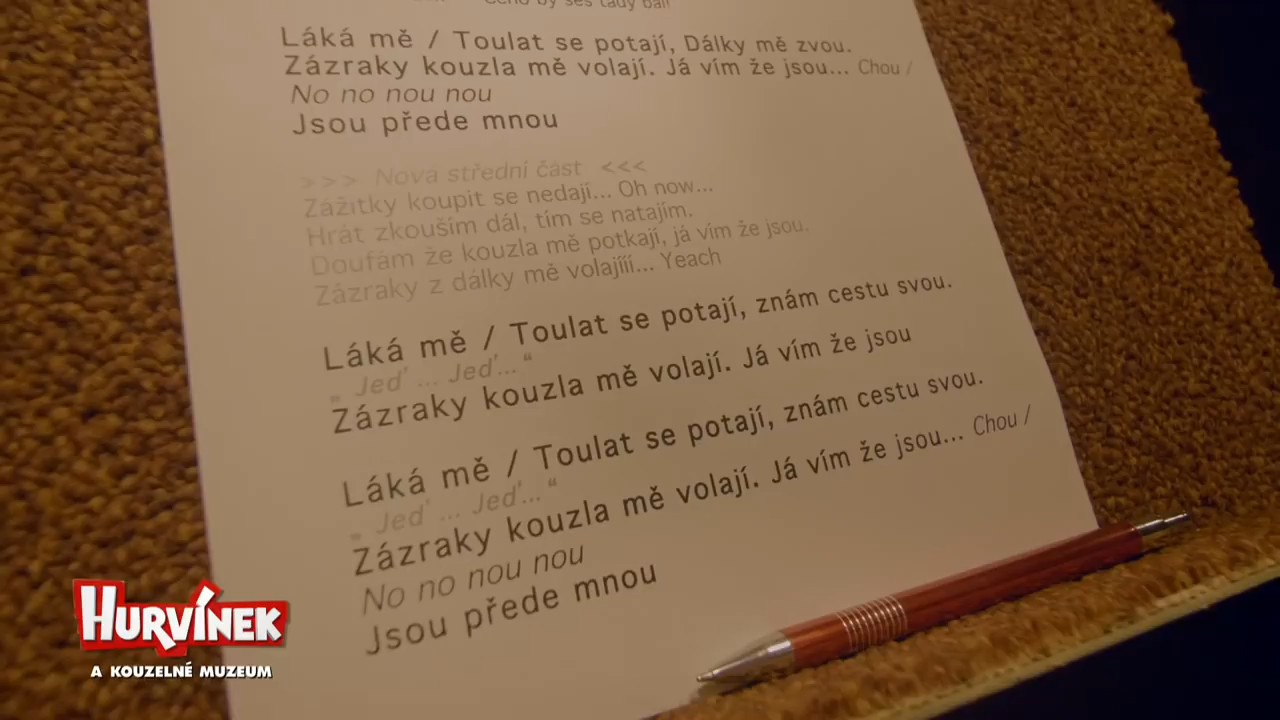 Láká mě / Toulat se potají, Dálky mě zvou.
Zázraky kouzla mě volají. Já vím že jsou... Chou /
No no nou nou
Jsou přede mnou
>>> Nova střední část <<<
Zážitky koupit se nedají... Oh now...
Hrát zkouším dál, tím se natajím.
Doufám že kouzla mě potkají, já vím že jsou.
Zázraky z dálky mě volajííí... Yeach
Láká mě / Toulat se potají, znám cestu svou.
„ Jeď ... Jeď... “
Zázraky kouzla mě volají. Já vím že jsou
Láká mě / Toulat se potají, znám cestu svou.
„ Jeď ... Jeď... “
Zázraky kouzla mě volají. Já vím že jsou... Chou /
No no nou nou
Jsou přede mnou
HURVÍNEK
A KOUZELNÉ MUZEUM